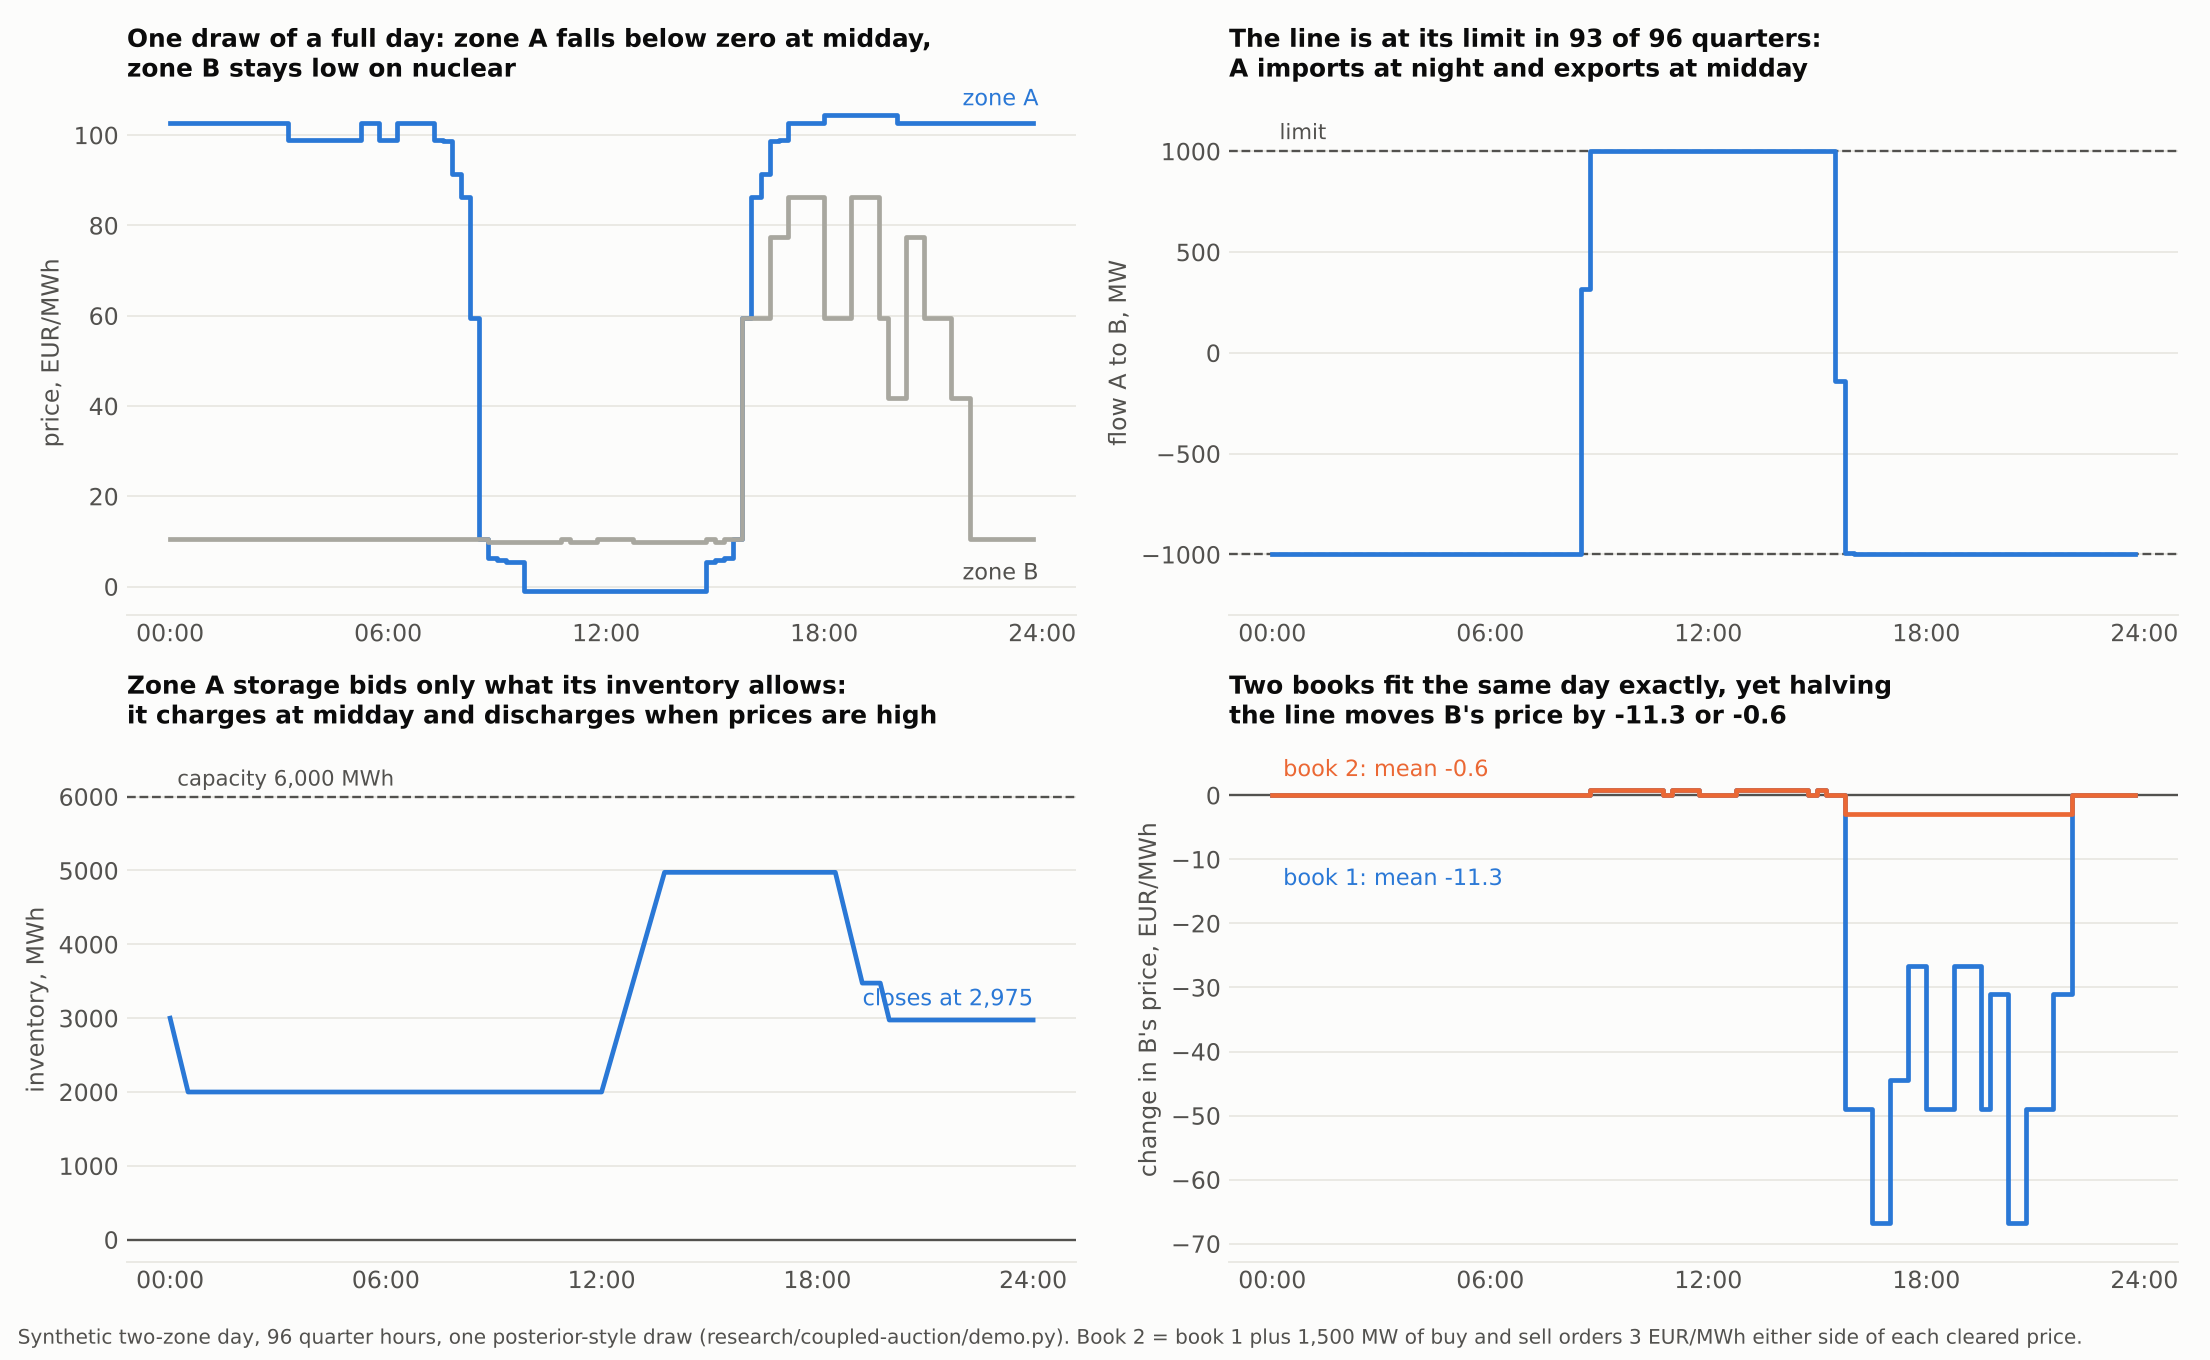 One draw of a full day: zone A falls below zero at midday,
zone B stays low on nuclear
zone A
100
80
60
40
20
0
price, EUR/MWh
zone B
00:00 06:00 12:00 18:00 24:00
The line is at its limit in 93 of 96 quarters:
A imports at night and exports at midday
limit
1000
500
0
−500
−1000
flow A to B, MW
00:00 06:00 12:00 18:00 24:00
Zone A storage bids only what its inventory allows:
it charges at midday and discharges when prices are high
capacity 6,000 MWh
6000
5000
4000
3000
2000
1000
0
inventory, MWh
closes at 2,975
00:00 06:00 12:00 18:00 24:00
Two books fit the same day exactly, yet halving
the line moves B's price by -11.3 or -0.6
book 2: mean -0.6
book 1: mean -11.3
0
−10
−20
−30
−40
−50
−60
−70
change in B's price, EUR/MWh
00:00 06:00 12:00 18:00 24:00
Synthetic two-zone day, 96 quarter hours, one posterior-style draw (research/coupled-auction/demo.py). Book 2 = book 1 plus 1,500 MW of buy and sell orders 3 EUR/MWh either side of each cleared price.